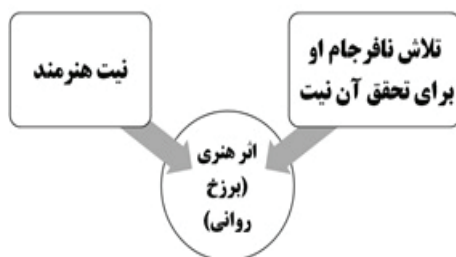 تلاش نافرجام او
برای تحقق آن نیت
نیت هنرمند
اثر هنری
(برزخ
روانی)